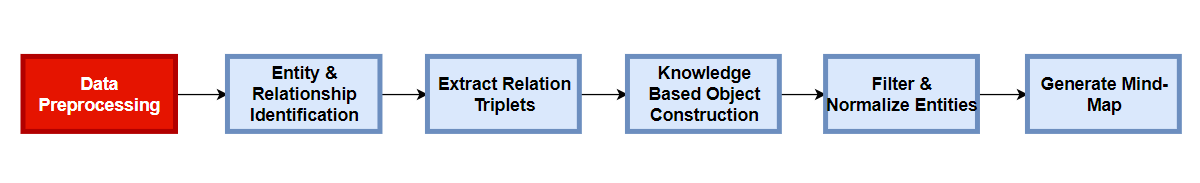 Data
Preprocessing
Entity &
Relationship
Identification
Extract Relation
Triplets
Knowledge
Based Object
Construction
Filter &
Normalize Entities
Generate Mind-
Map